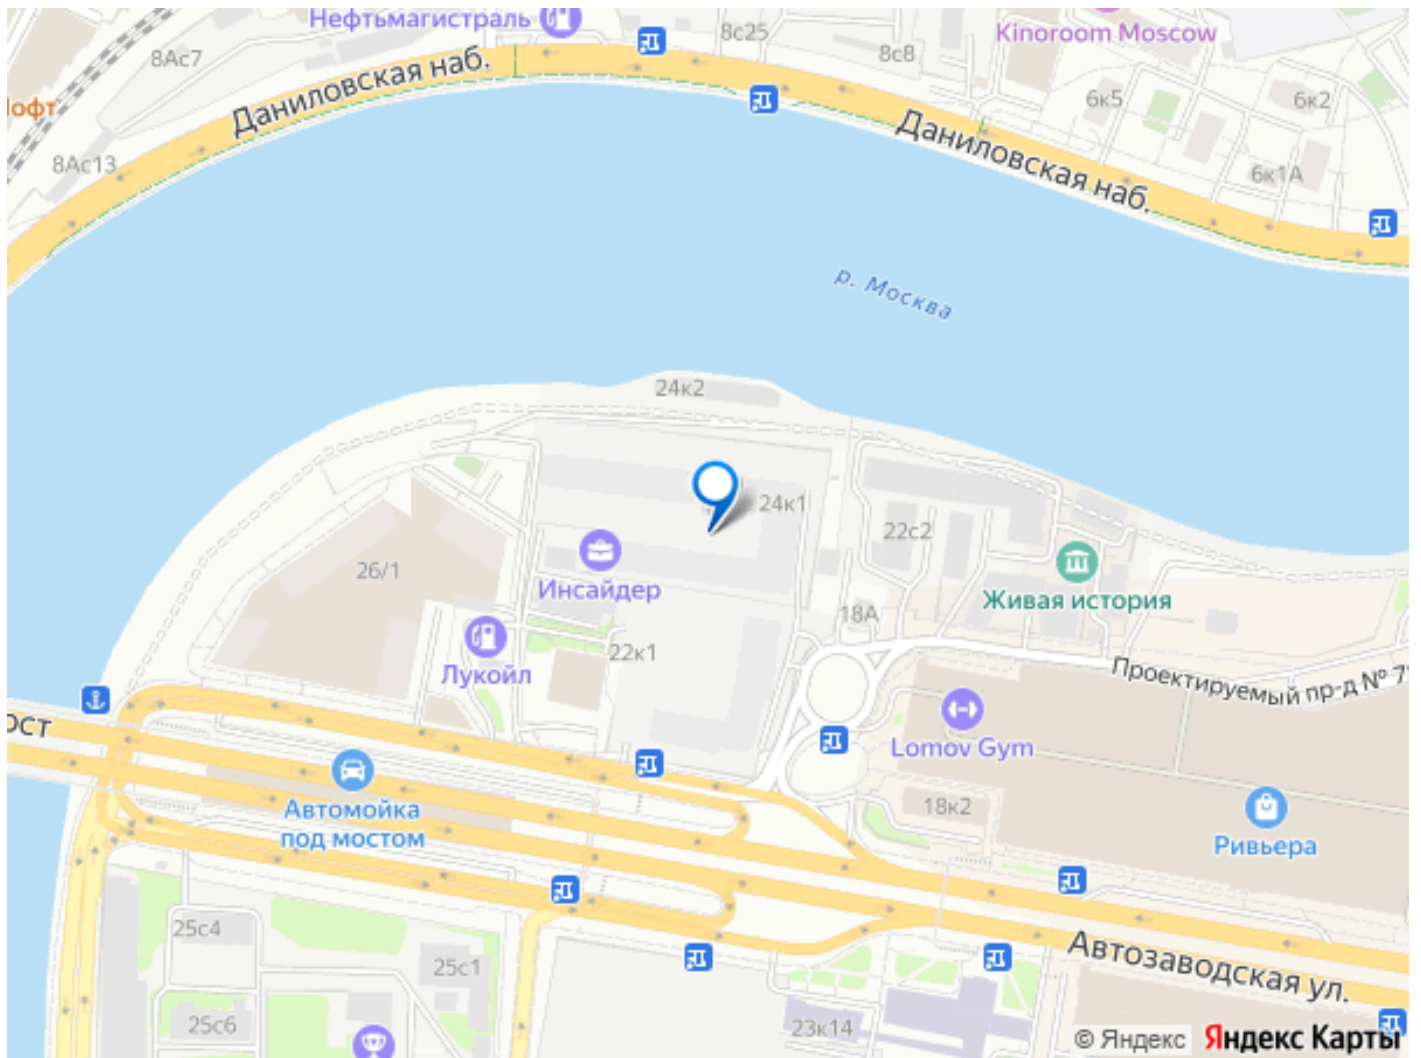 Нефтьмагистраль
8с25
Kinoroom Moscow
8Ас7
8с8
Даниловская наб.
6к5
6к2
Лофт
Даниловская наб.
8Ас13
6к1А
р. Москва
24к2
24к1
22с2
26/1
Инсайдер
Живая история
18А
22к1
Лукойл
Проектируемый пр-д № 7
ост
Lomov Gym
18к2
Автомойка
под мостом
Ривьера
25с4
25с1
Автозаводская ул.
25с6
23к14
© Яндекс Яндекс Карты